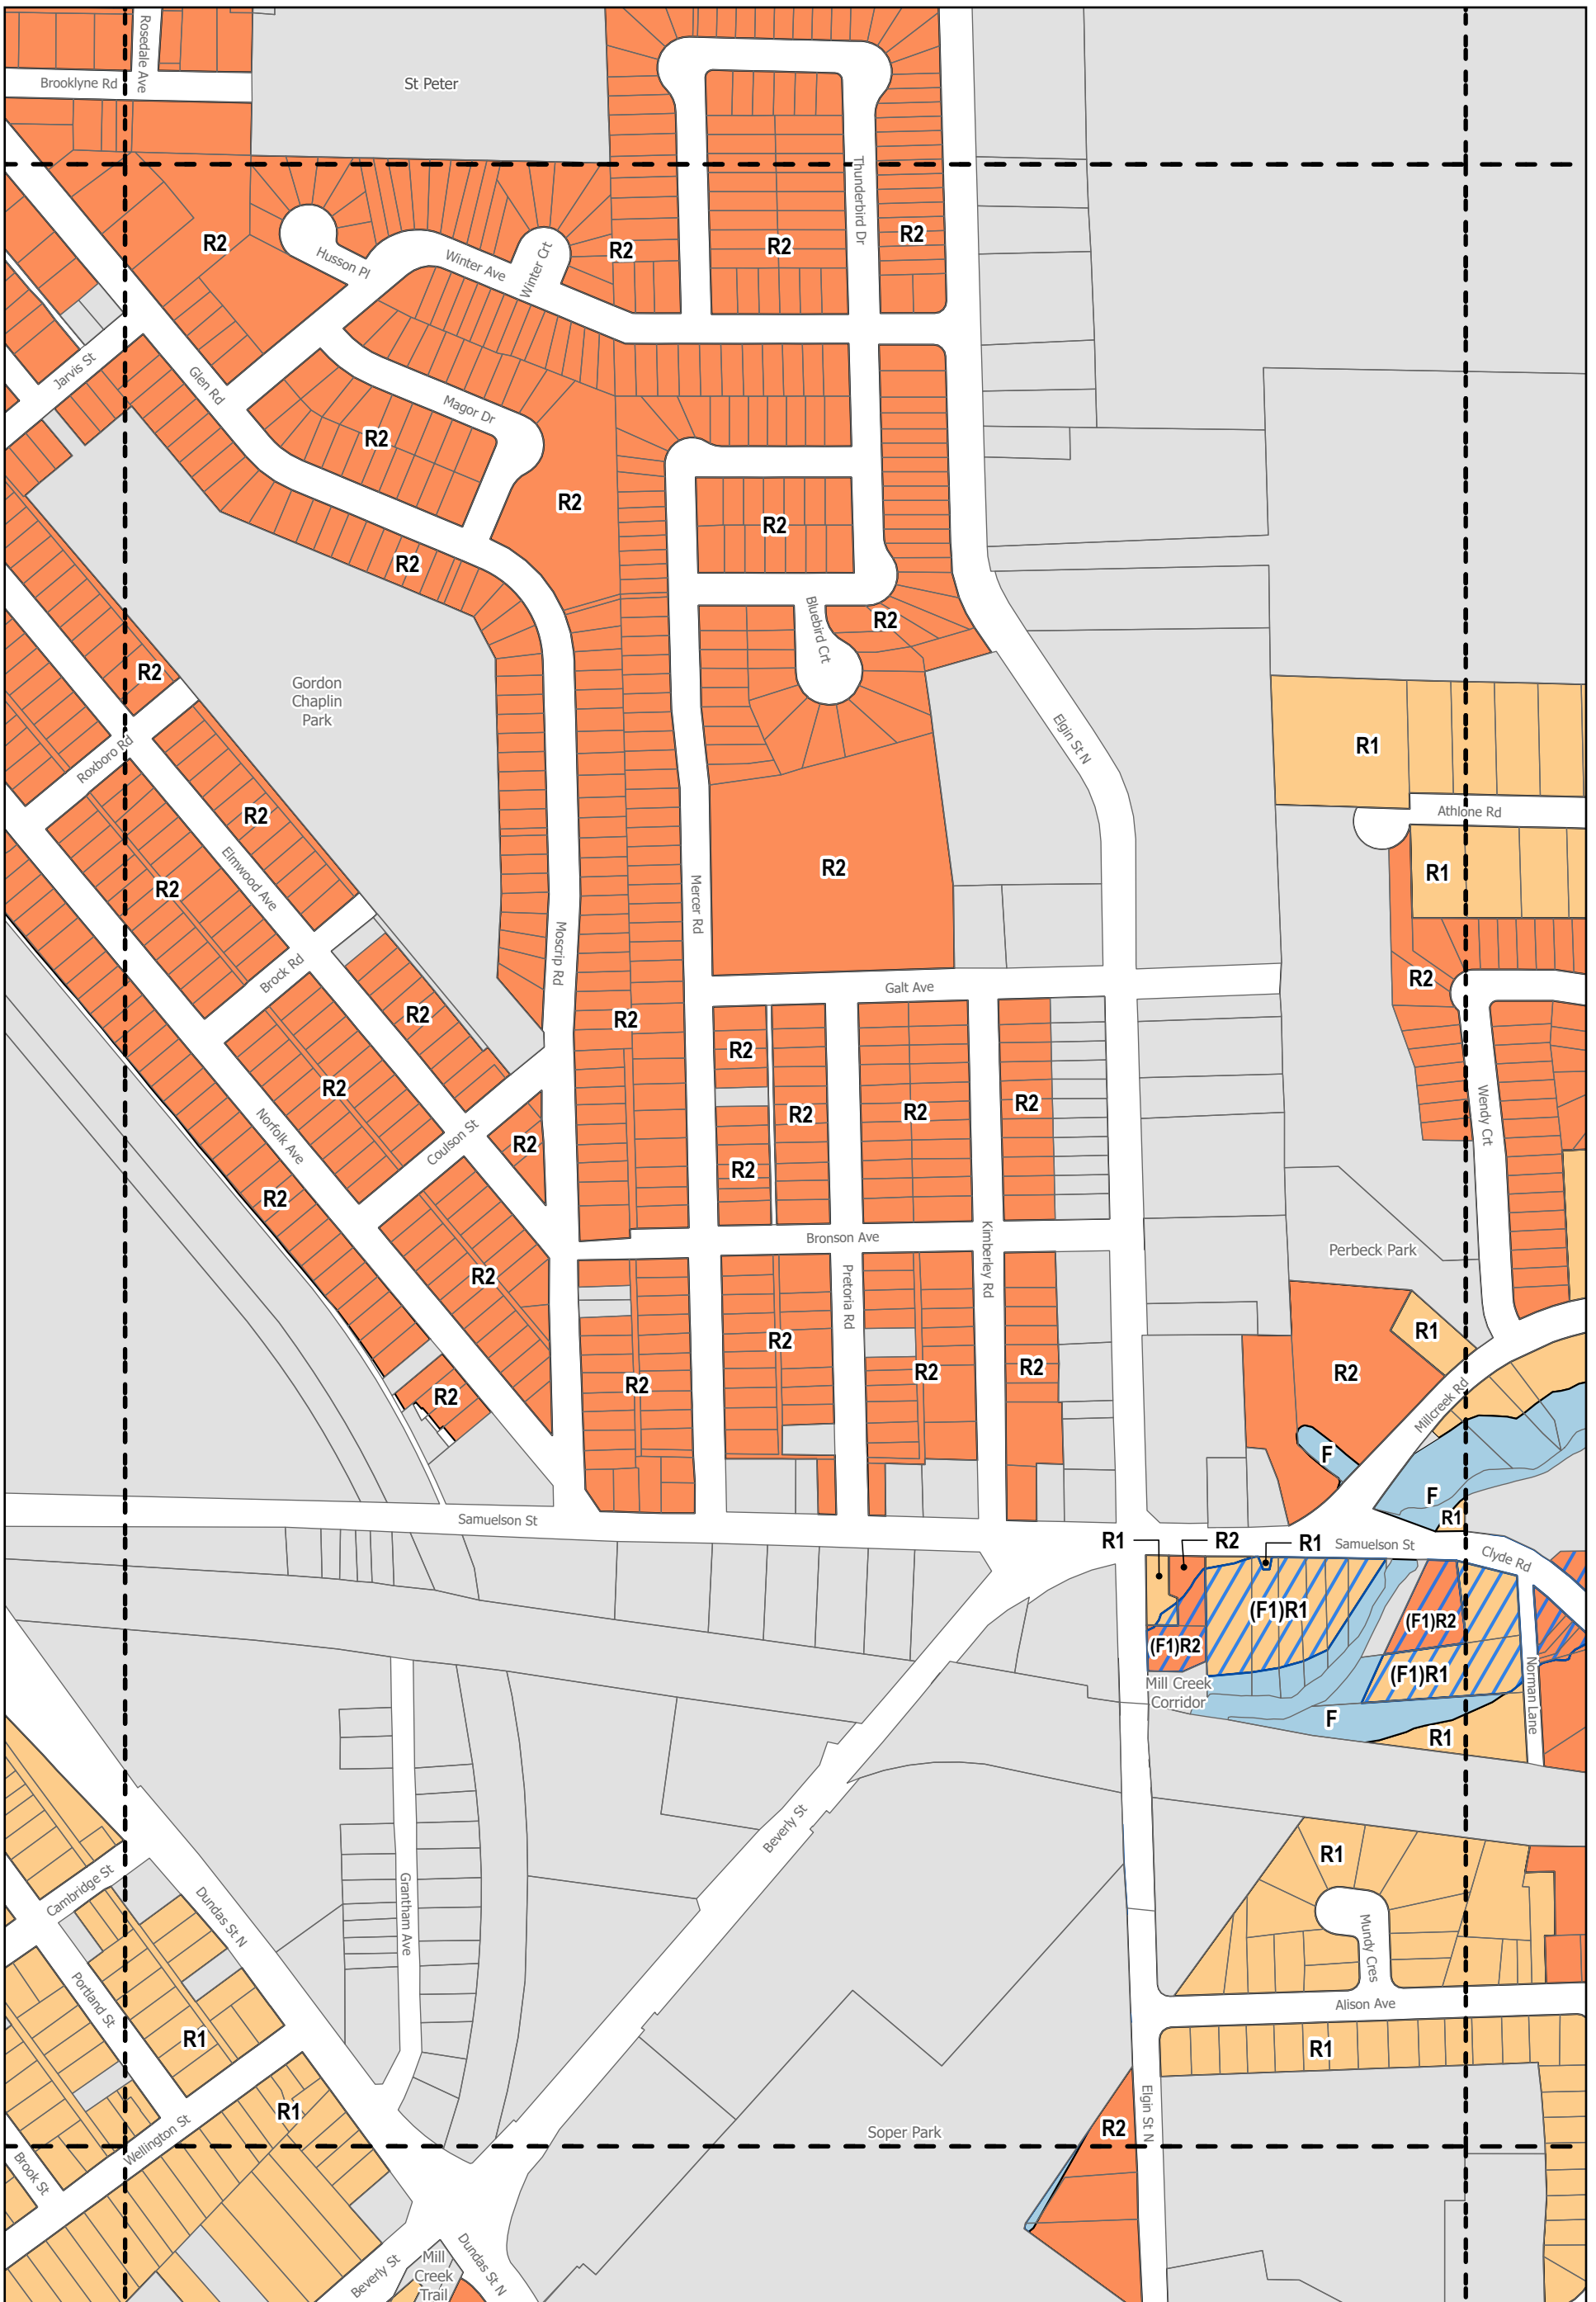 Rosedale Ave
Brooklyne Rd
St Peter
Thunderbird Dr
R2
R2
R2
R2
Husson Pl
Winter Ave
Winter Crt
Jarvis St
Glen Rd
Magor Dr
R2
R2
R2
R2
Bluebird Crt
R2
R2
Gordon
Chaplin
Park
Elgin St N
Roxboro Rd
R1
Athlone Rd
R2
Elmwood Ave
R2
R2
R1
Mercer Rd
Moscrip Rd
Brock Rd
R2
Galt Ave
R2
R2
R2
R2
R2
R2
R2
Wendy Crt
Norfolk Ave
Coulson St
R2
R2
R2
Bronson Ave
Kimberley Rd
Perbeck Park
R2
Pretoria Rd
R2
R1
R2
R2
R2
R2
R2
Millcreek Rd
F
F
R1
Samuelson St
R1
R2
R1
Samuelson St
Clyde Rd
(F1)R1
(F1)R2
(F1)R2
(F1)R1
Mill Creek
Corridor
F
R1
Norman Lane
Beverly St
R1
Cambridge St
Dundas St N
Grantham Ave
Mundy Cres
Portland St
Alison Ave
R1
R1
R1
Elgin St N
R2
Soper Park
Wellington St
Brook St
Beverly St
Mill
Creek
Trail
Dundas St N